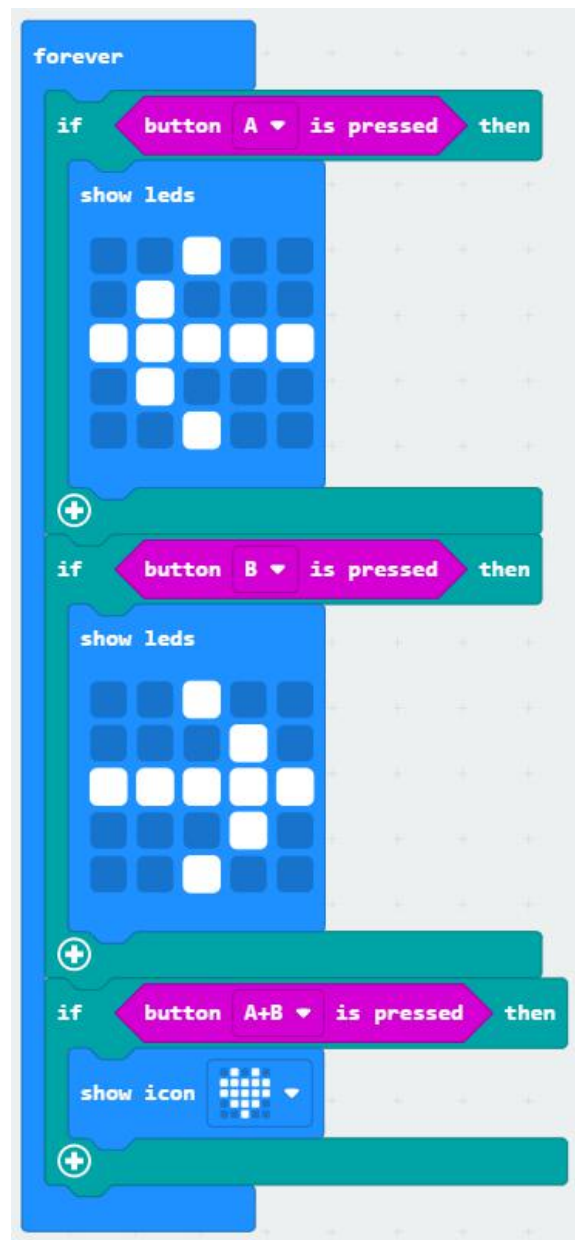 forever
if button A is pressed then
show leds
if button B is pressed then
show leds
if button A+B is pressed then
show icon